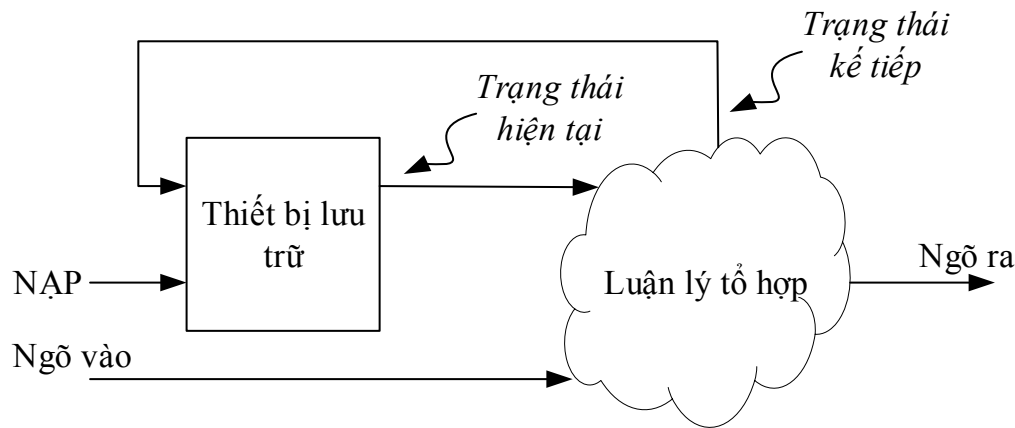 Trạng thái
kế tiếp
Trạng thái
hiện tại
Thiết bị lưu
trữ
NẠP
Luận lý tổ hợp
Ngõ ra
Ngõ vào